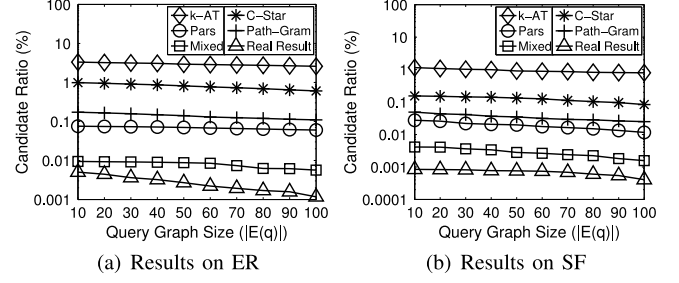 100
10
1
0.1
0.01
0.001
Candidate Ratio (%)
k-AT
Pars
Mixed
C-Star
Path-Gram
Real Result
10 20 30 40 50 60 70 80 90 100
Query Graph Size (|E(q)|)
(a) Results on ER
100
10
1
0.1
0.01
0.001
0.0001
Candidate Ratio (%)
k-AT
Pars
Mixed
C-Star
Path-Gram
Real Result
10 20 30 40 50 60 70 80 90 100
Query Graph Size (|E(q)|)
(b) Results on SF